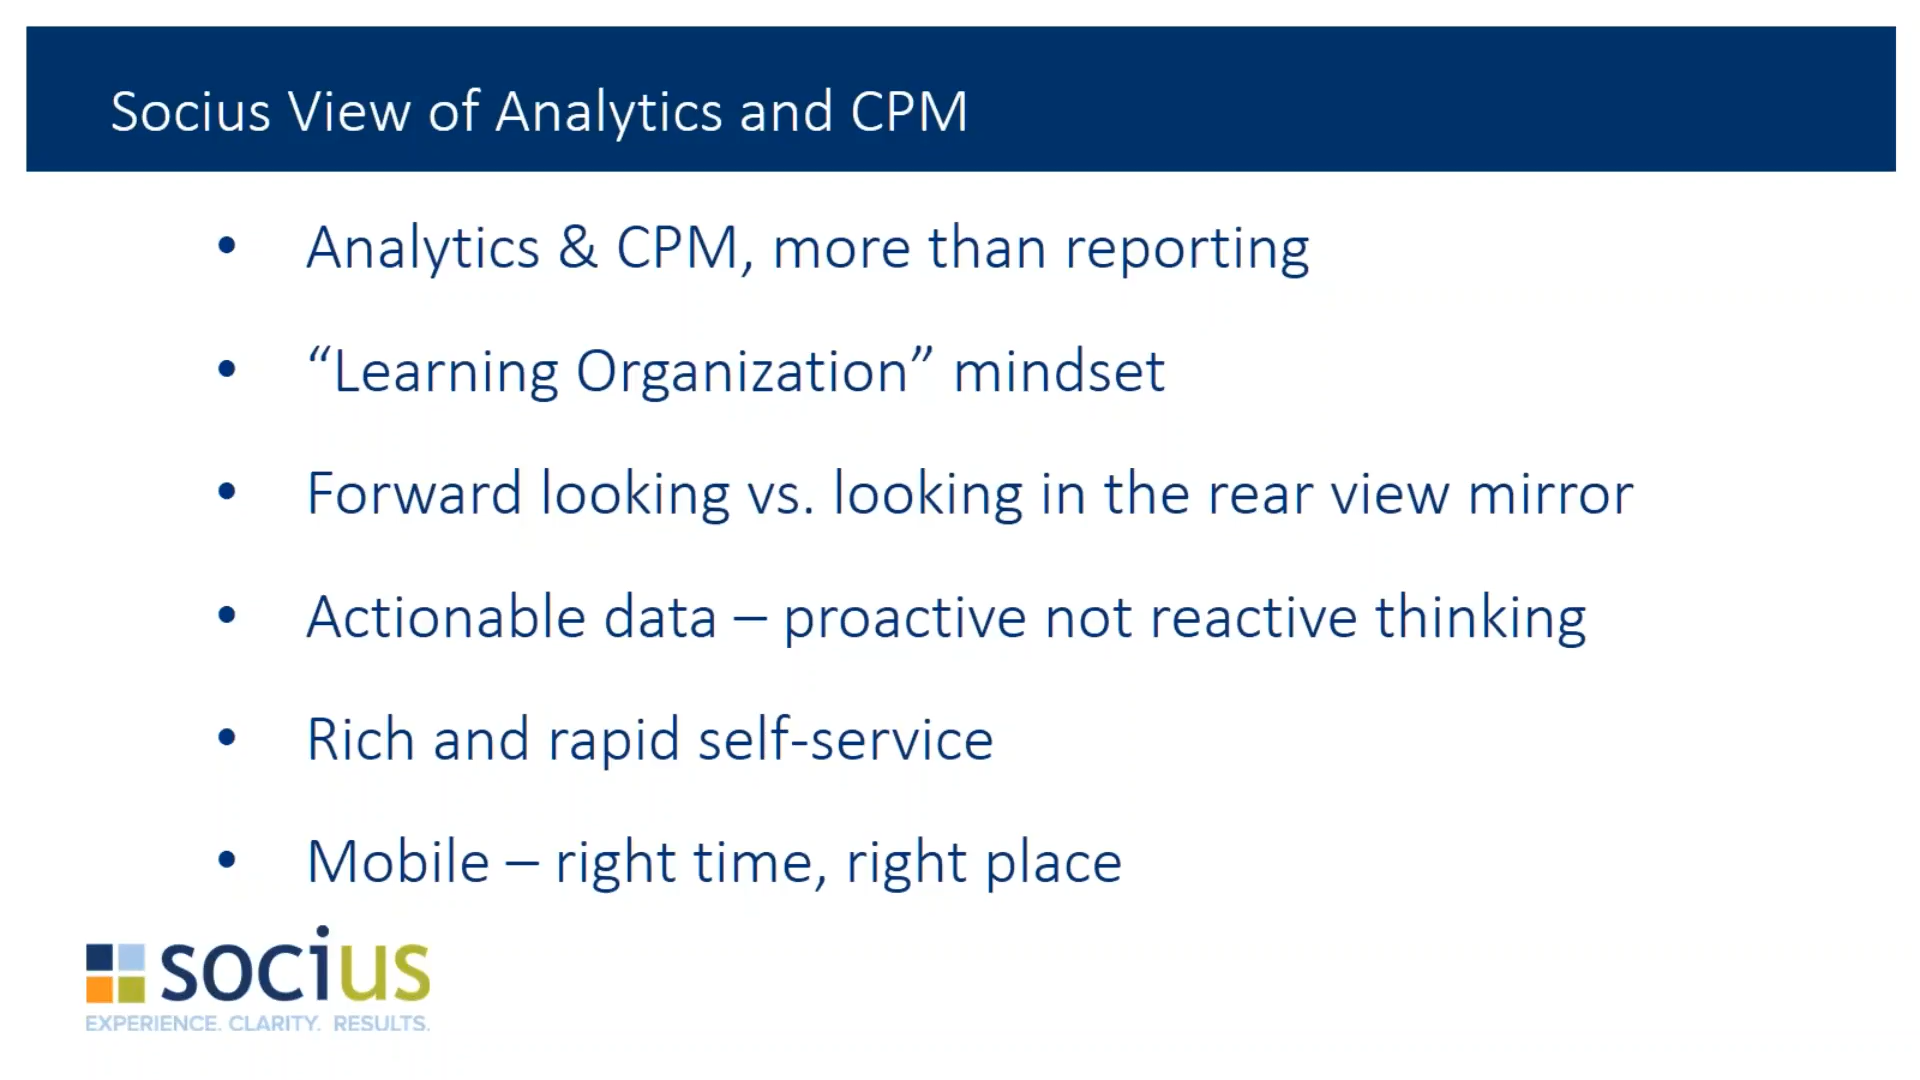 Socius View of Analytics and CPM
• Analytics & CPM, more than reporting
• “Learning Organization” mindset
• Forward looking vs. looking in the rear view mirror
• Actionable data – proactive not reactive thinking
• Rich and rapid self-service
• Mobile – right time, right place
socius
EXPERIENCE. CLARITY. RESULTS.